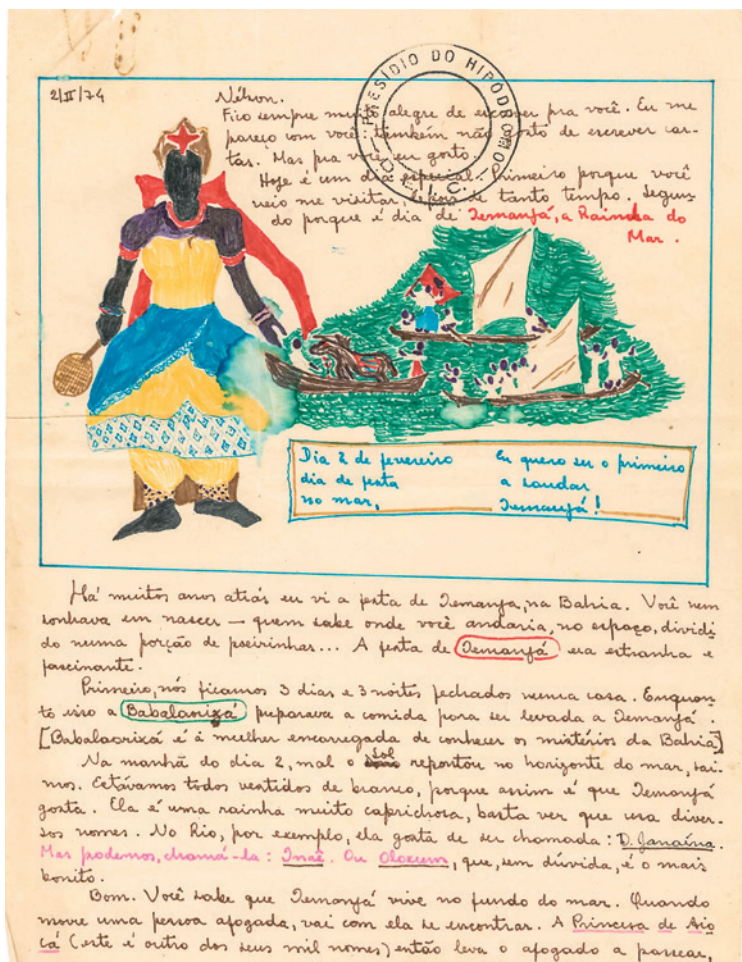 2/II/74
PRESÍDIO DO HIPÓDROMO
D.E.I.C.
Nélson.
Fico sempre muito alegre de escrever pra você. Eu me
pareço com você, também não gosto de escrever car-
tas. Mas pra você eu gosto.
Hoje é um dia especial. Primeiro porque você
veio me visitar, depois de tanto tempo. Segun-
do porque é dia de Iemanjá, a Rainha do
Mar.
Dia 2 de fevereiro
dia de festa
no mar,
Eu quero ser o primeiro
a saudar
Iemanjá!
Há muitos anos atrás eu vi a festa de Iemanjá, na Bahia. Você nem
sonhava em nascer — quem sabe onde você andaria, no espaço, dividi
do numa porção de poeirinhas... A festa de Iemanjá era estranha e
fascinante.
Primeiro, nós ficamos 3 dias e 3 noites fechados numa casa. Enquan-
to isso a Babalaorixá preparava a comida para ser levada a Iemanjá.
[Babalaorixá é a mulher encarregada de conhecer os mistérios da Bahia]
Na manhã do dia 2, mal o sol repontou no horizonte do mar, saí-
mos. Estávamos todos vestidos de branco, porque assim é que Iemanjá
gosta. Ela é uma rainha muito caprichosa, basta ver que usa diver-
sos nomes. No Rio, por exemplo, ela gosta de ser chamada: D. Janaína.
Mas podemos, chamá-la: Inaê. Ou Oloxum, que, sem dúvida, é o mais
bonito.
Bom. Você sabe que Iemanjá vive no fundo do mar. Quando
morre uma pessoa afogada, vai com ela se encontrar. A Princesa de Aio
cá (este é outro dos seus mil nomes) então leva o afogado a passear,